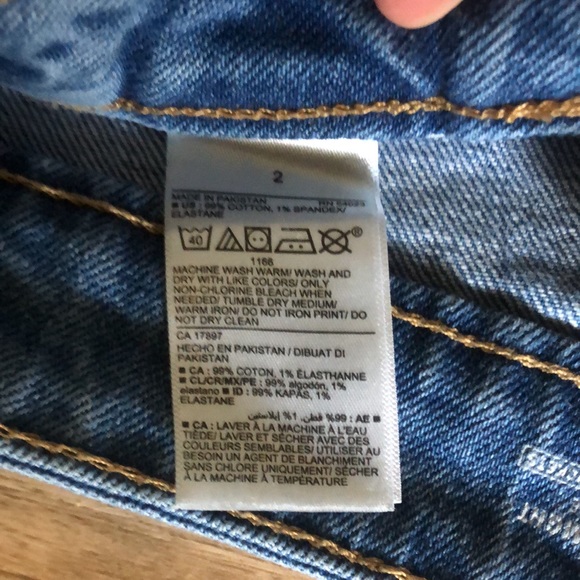 2
MADE IN PAKISTAN RN 54023
■ US : 99% COTTON, 1% SPANDEX/
ELASTANE
40
1166
MACHINE WASH WARM/ WASH AND
DRY WITH LIKE COLORS/ ONLY
NON-CHLORINE BLEACH WHEN
NEEDED/ TUMBLE DRY MEDIUM/
WARM IRON/ DO NOT IRON PRINT/ DO
NOT DRY CLEAN
CA 17897
HECHO EN PAKISTAN / DIBUAT DI
PAKISTAN
■ CA : 99% COTON, 1% ÉLASTHANNE
■ CL/CR/MX/PE : 99% algodón, 1%
elastano ■ ID : 99% KAPAS, 1%
ELASTANE
■ AE : 99% قطن, 1% إيلاستين
■ CA : LAVER À LA MACHINE À L'EAU
TIÈDE/ LAVER ET SÉCHER AVEC DES
COULEURS SEMBLABLES/ UTILISER AU
BESOIN UN AGENT DE BLANCHIMENT
SANS CHLORE UNIQUEMENT/ SÉCHER
À LA MACHINE À TEMPÉRATURE